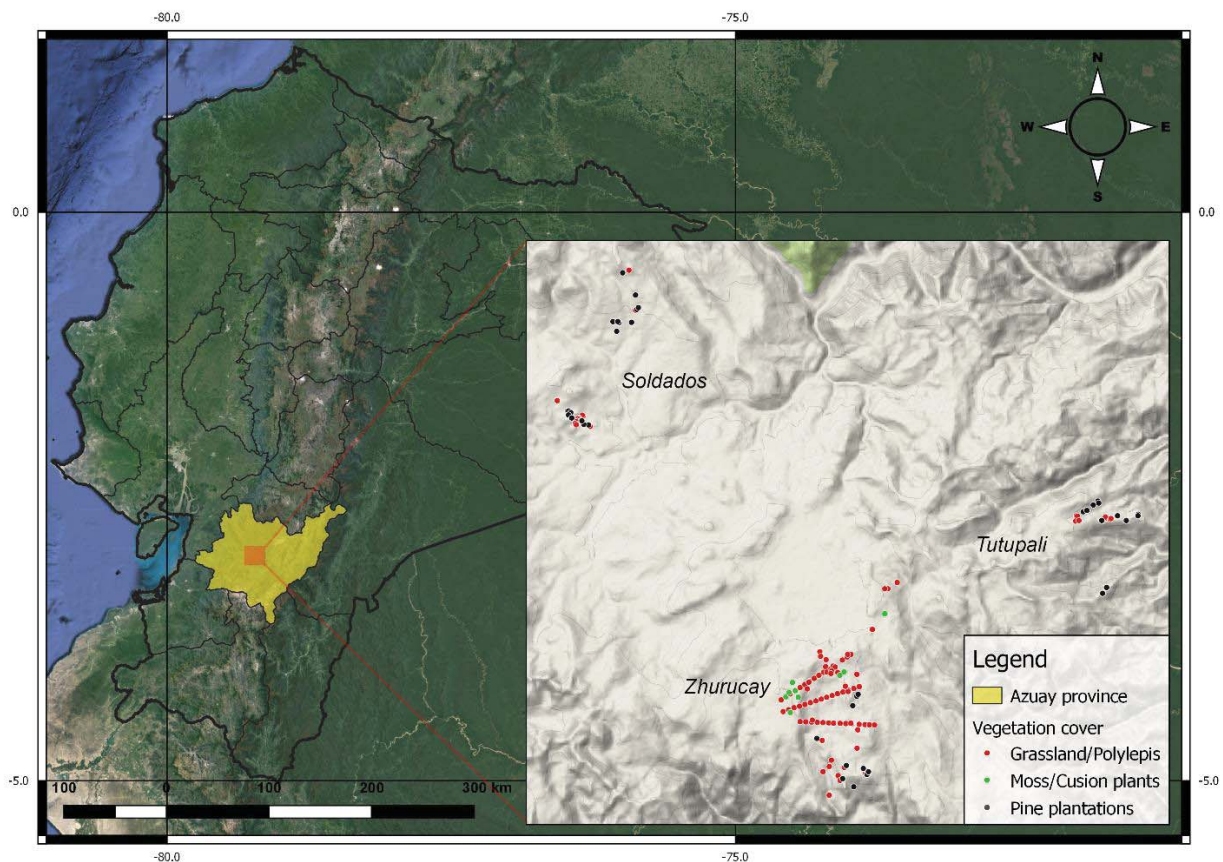 -80.0
-75.0
N
W
E
S
0.0
0.0
Soldados
Tutupali
Zhurucay
Legend
Azuay province
Vegetation cover
Grassland/Polylepis
Moss/Cusion plants
Pine plantations
-5.0
-5.0
100
0
100
200
300 km
-80.0
-75.0